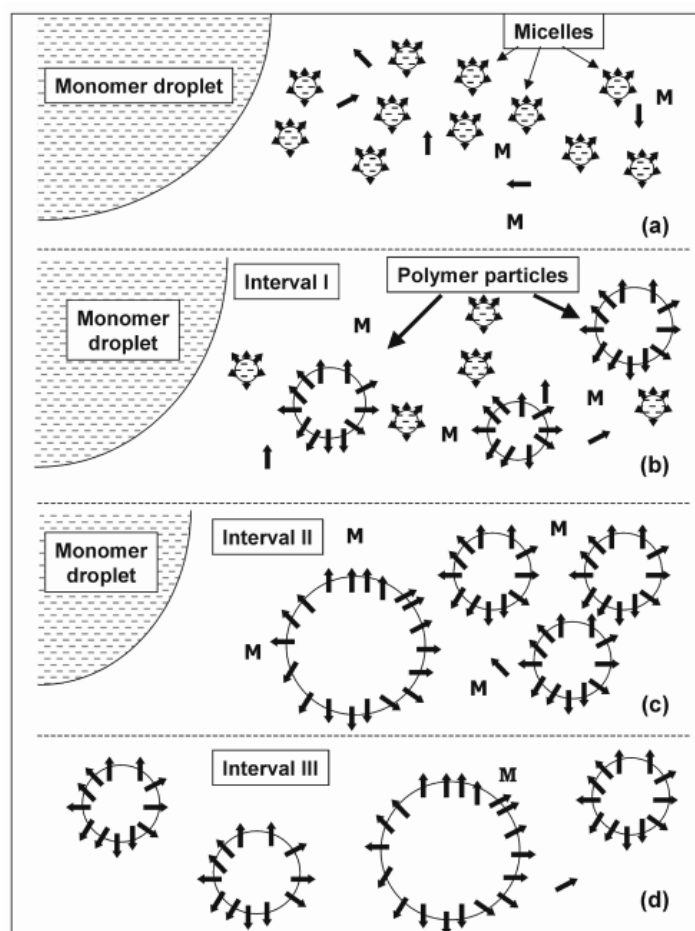 Micelles
Monomer droplet
M
M
M
(a)
Interval I
Polymer particles
Monomer
droplet
M
M
M
(b)
Interval II
Monomer
droplet
M
M
M
M
(c)
Interval III
M
(d)